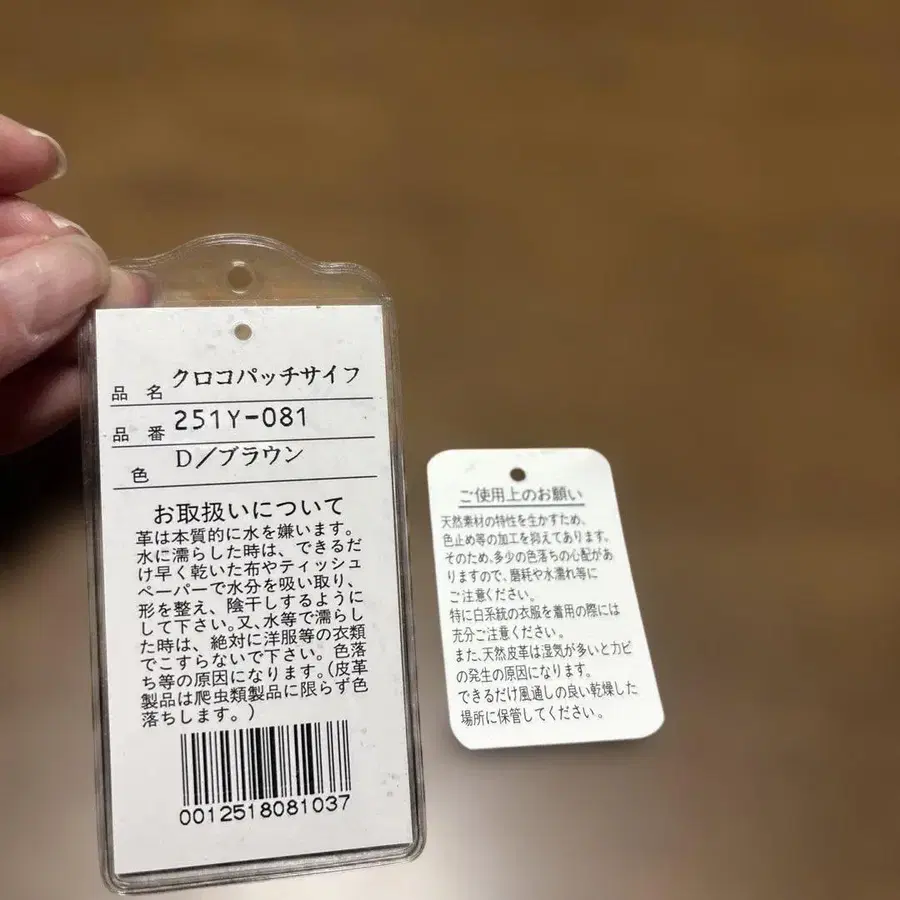 品名 クロコパッチサイフ
品番 251Y-081
色 D／ブラウン
お取扱いについて
革は本質的に水を嫌います。
水に濡らした時は、できるだ
け早く乾いた布やティッシュ
ペーパーで水分を吸い取り、
形を整え、陰干しするように
して下さい。又、水等で濡らし
た時は、絶対に洋服等の衣類
でこすらないで下さい。色落
ち等の原因になります。(皮革
製品は爬虫類製品に限らず色
落ちします。)
0012518081037
ご使用上のお願い
天然素材の特性を生かすため、
色止め等の加工を抑えてあります。
そのため、多少の色落ちの心配があ
りますので、磨耗や水濡れ等に
ご注意ください。
特に白系統の衣服を着用の際には
充分ご注意ください。
また、天然皮革は湿気が多いとカビ
の発生の原因になります。
できるだけ風通しの良い乾燥した
場所に保管してください。